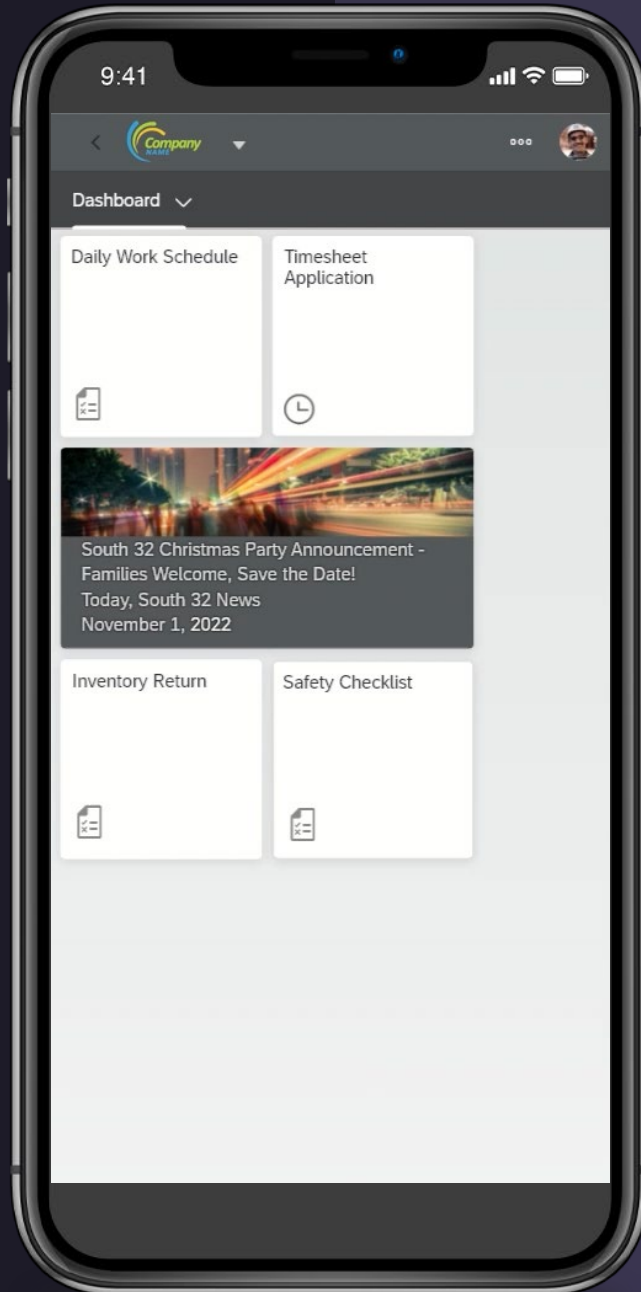 9:41
Company
NAME
Dashboard
Daily Work Schedule
Timesheet
Application
South 32 Christmas Party Announcement -
Families Welcome, Save the Date!
Today, South 32 News
November 1, 2022
Inventory Return
Safety Checklist